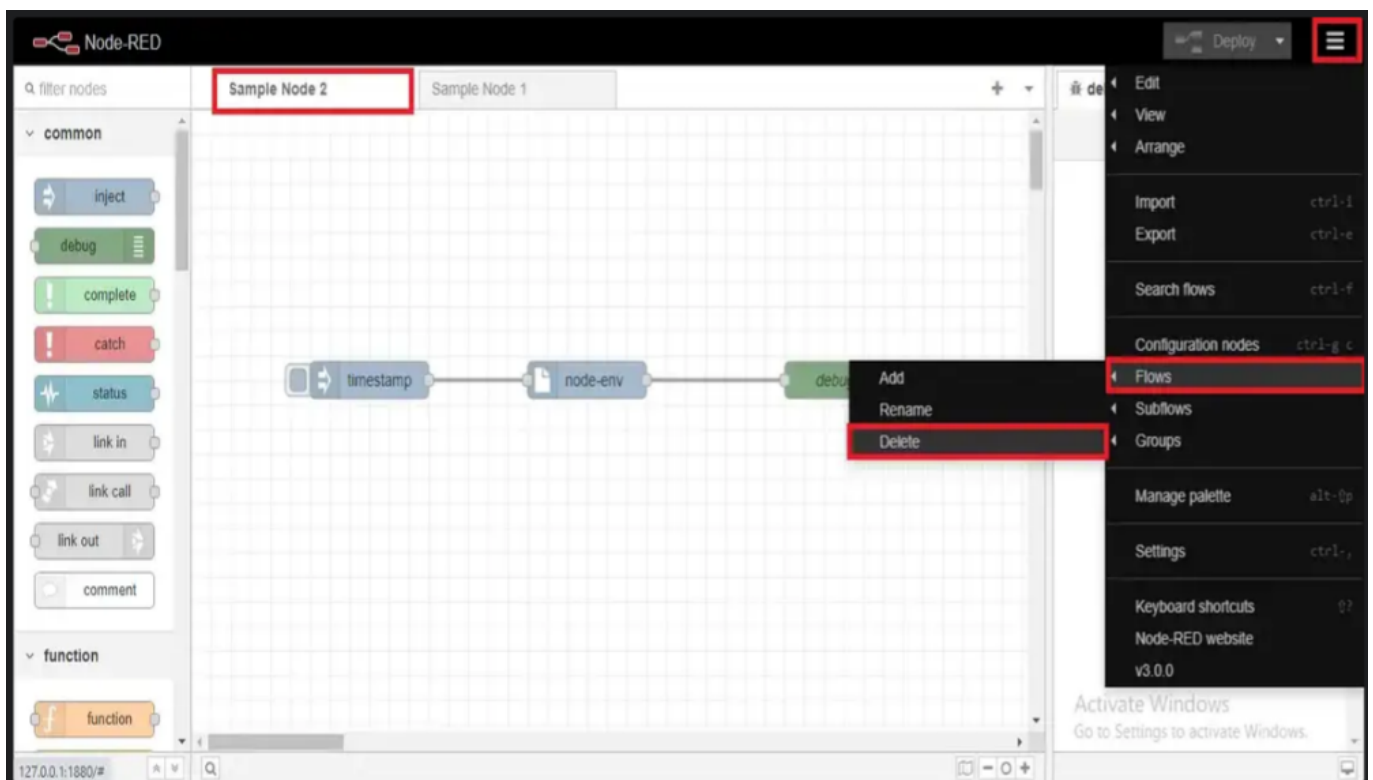 Node-RED
Deploy
filter nodes
Sample Node 2
Sample Node 1
common
inject
debug
complete
catch
status
link in
link call
link out
comment
function
function
timestamp
node-env
debu
de
Edit
View
Arrange
Import ctrl-i
Export ctrl-e
Search flows ctrl-f
Configuration nodes ctrl-g c
Flows
Subflows
Groups
Manage palette alt-⇧p
Settings ctrl-,
Keyboard shortcuts ⇧?
Node-RED website
v3.0.0
Add
Rename
Delete
Activate Windows
Go to Settings to activate Windows.
127.0.0.1:1880/#